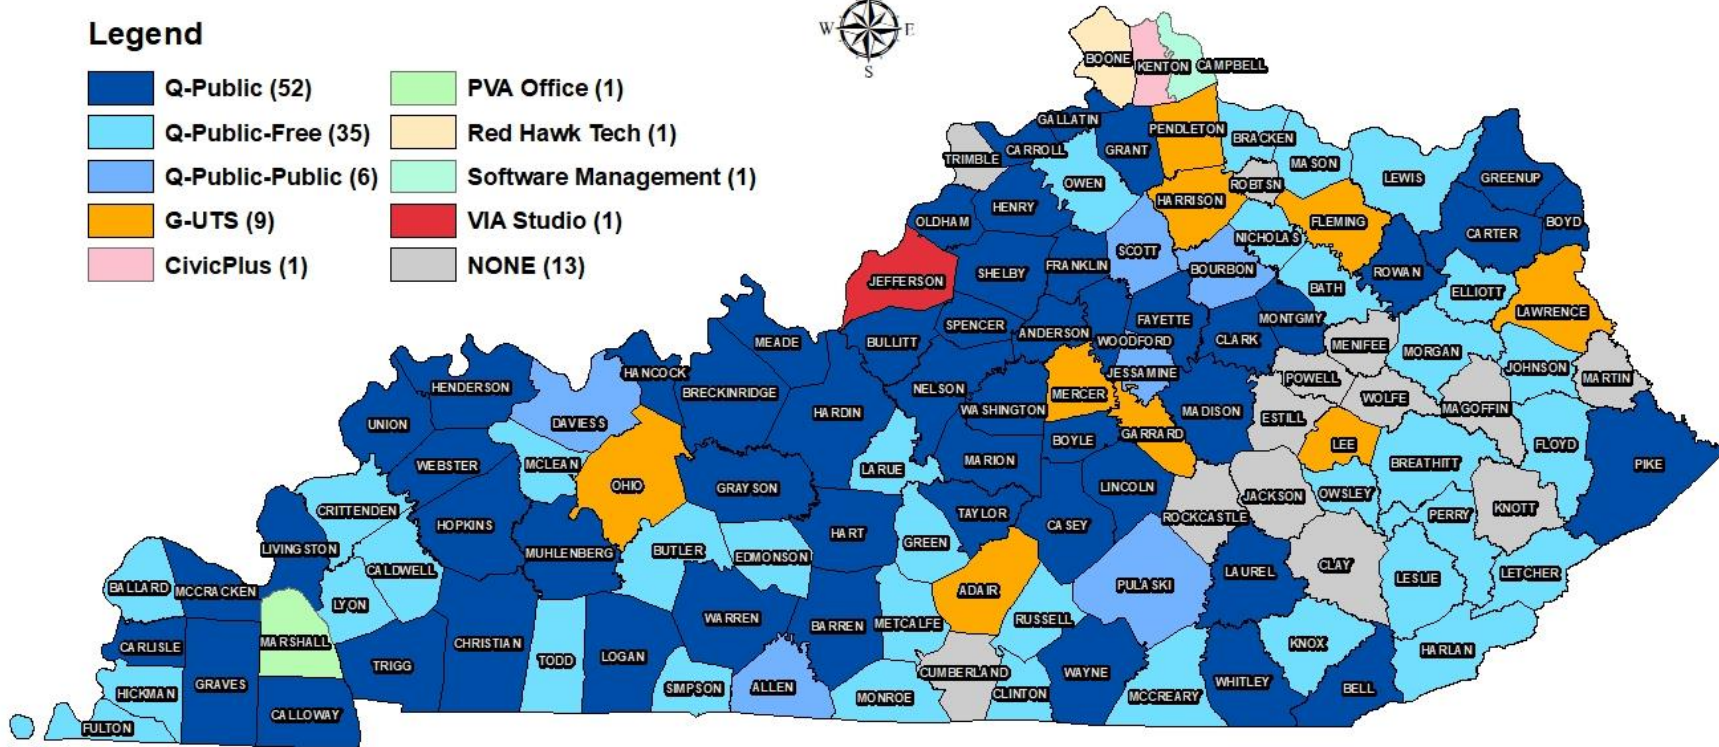 Legend
Q-Public (52)
Q-Public-Free (35)
Q-Public-Public (6)
G-UTS (9)
CivicPlus (1)
PVA Office (1)
Red Hawk Tech (1)
Software Management (1)
VIA Studio (1)
NONE (13)
W
E
S
BOONE
KENTON
CAMPBELL
GALLATIN
PENDLETON
BRACKEN
TRIMBLE
CARROLL
GRANT
MASON
OWEN
ROBTSN
LEWIS
GREENUP
HENRY
HARRISON
OLDHAM
FLEMING
BOYD
CARTER
NICHOLAS
SCOTT
SHELBY
FRANKLIN
BOURBON
ROWAN
JEFFERSON
BATH
ELLIOTT
LAWRENCE
SPENCER
ANDERSON
FAYETTE
MONTGMY
MEADE
BULLITT
WOODFORD
CLARK
MENIFEE
MORGAN
HANCOCK
JESSAMINE
JOHNSON
HENDERSON
BRECKINRIDGE
NELSON
MERCER
POWELL
MARTIN
WOLFE
HARDIN
WASHINGTON
MADISON
MAGOFFIN
UNION
DAVIESS
ESTILL
GARRARD
BOYLE
LEE
FLOYD
WEBSTER
MCLEAN
LARUE
MARION
BREATHITT
PIKE
OHIO
GRAYSON
LINCOLN
JACKSON
OWSLEY
CRITTENDEN
TAYLOR
ROCKCASTLE
PERRY
KNOTT
HOPKINS
HART
CASEY
LIVINGSTON
MUHLENBERG
BUTLER
EDMONSON
GREEN
CALDWELL
CLAY
LAUREL
LETCHER
BALLARD
MCCRACKEN
PULASKI
LESLIE
LYON
ADAIR
WARREN
BARREN
METCALFE
RUSSELL
MARSHALL
CARLISLE
CHRISTIAN
KNOX
HARLAN
TRIGG
TODD
LOGAN
CUMBERLAND
WAYNE
GRAVES
SIMPSON
ALLEN
WHITLEY
BELL
HICKMAN
MONROE
CLINTON
MCCREARY
CALLOWAY
FULTON